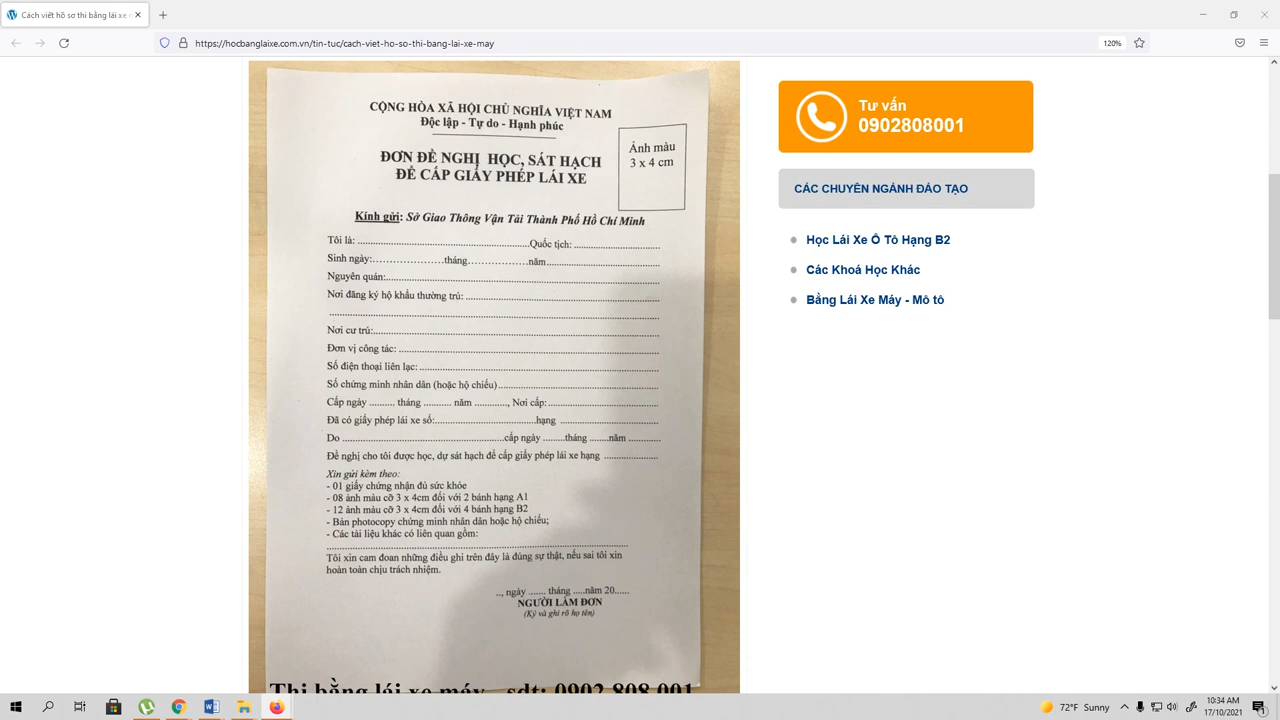 Cách viết hồ sơ thi bằng lái xe
https://hocbanglaixe.com.vn/tin-tuc/cach-viet-ho-so-thi-bang-lai-xe-may
120%
CỘNG HÒA XÃ HỘI CHỦ NGHĨA VIỆT NAM
Độc lập - Tự do - Hạnh phúc
Ảnh màu
3 x 4 cm
ĐƠN ĐỀ NGHỊ HỌC, SÁT HẠCH
ĐỂ CẤP GIẤY PHÉP LÁI XE
Kính gửi: Sở Giao Thông Vận Tải Thành Phố Hồ Chí Minh
Tôi là: ..........................................................Quốc tịch: .............................
Sinh ngày:......................tháng....................năm......................................
Nguyên quán:............................................................................................
Nơi đăng ký hộ khẩu thường trú: .................................................................
..............................................................................................................
Nơi cư trú:................................................................................................
Đơn vị công tác: .......................................................................................
Số điện thoại liên lạc: ................................................................................
Số chứng minh nhân dân (hoặc hộ chiếu)......................................................
Cấp ngày .......... tháng .......... năm ..........., Nơi cấp:.....................................
Đã có giấy phép lái xe số:..................................hạng .................................
Do ......................................................cấp ngày ........tháng .......năm ...........
Đề nghị cho tôi được học, dự sát hạch để cấp giấy phép lái xe hạng ..................
Xin gửi kèm theo:
- 01 giấy chứng nhận đủ sức khỏe
- 08 ảnh màu cỡ 3 x 4cm đối với 2 bánh hạng A1
- 12 ảnh màu cỡ 3 x 4cm đối với 4 bánh hạng B2
- Bản photocopy chứng minh nhân dân hoặc hộ chiếu;
- Các tài liệu khác có liên quan gồm:
......................................................................................................
Tôi xin cam đoan những điều ghi trên đây là đúng sự thật, nếu sai tôi xin
hoàn toàn chịu trách nhiệm.
.., ngày ....... tháng .....năm 20......
NGƯỜI LÀM ĐƠN
(Ký và ghi rõ họ tên)
Thi bằng lái xe máy - sdt: 0902.808.001
Tư vấn
0902808001
CÁC CHUYÊN NGÀNH ĐÀO TẠO
Học Lái Xe Ô Tô Hạng B2
Các Khoá Học Khác
Bằng Lái Xe Máy - Mô tô
72°F Sunny
10:34 AM
17/10/2021
1